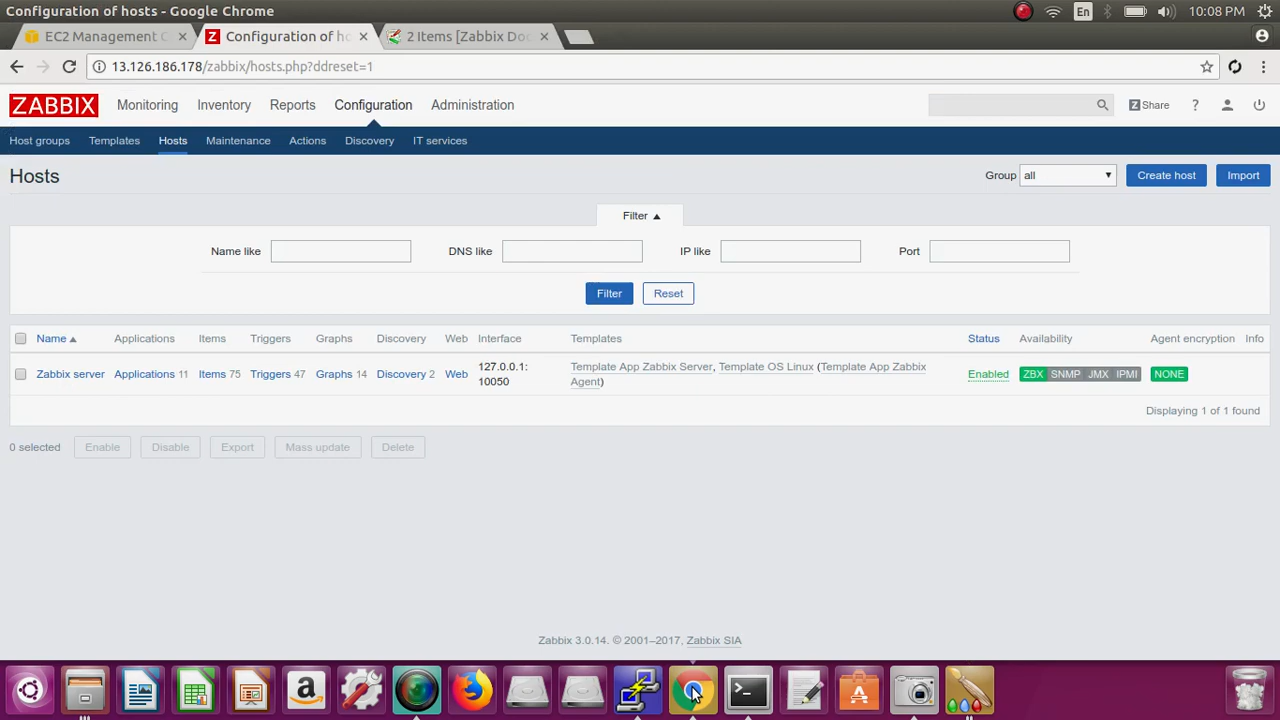 Configuration of hosts - Google Chrome
En
10:08 PM
EC2 Management C
Z Configuration of ho
2 Items [Zabbix Doc
13.126.186.178/zabbix/hosts.php?ddreset=1
ZABBIX
Monitoring
Inventory
Reports
Configuration
Administration
Z Share
?
Host groups
Templates
Hosts
Maintenance
Actions
Discovery
IT services
Hosts
Group
all
Create host
Import
Filter
Name like
DNS like
IP like
Port
Filter
Reset
Name
Applications
Items
Triggers
Graphs
Discovery
Web
Interface
Templates
Status
Availability
Agent encryption
Info
Zabbix server
Applications 11
Items 75
Triggers 47
Graphs 14
Discovery 2
Web
127.0.0.1:
10050
Template App Zabbix Server, Template OS Linux (Template App Zabbix
Agent)
Enabled
ZBX SNMP JMX IPMI
NONE
Displaying 1 of 1 found
0 selected
Enable
Disable
Export
Mass update
Delete
Zabbix 3.0.14. © 2001–2017, Zabbix SIA